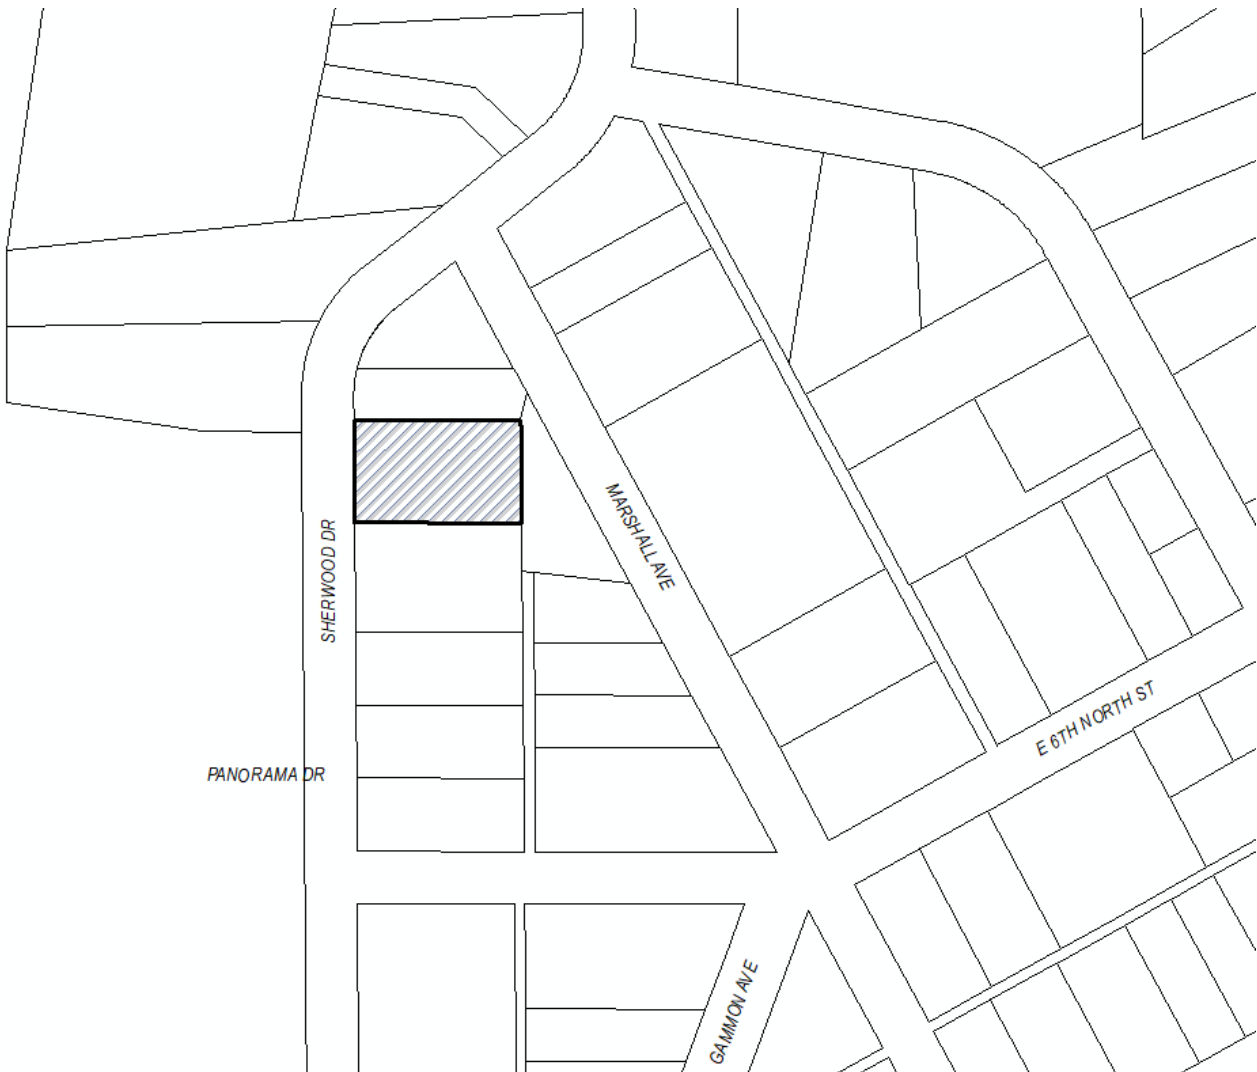 MARSHALL AVE
SHERWOOD DR
E 6TH NORTH ST
PANORAMA DR
GAMMON AVE